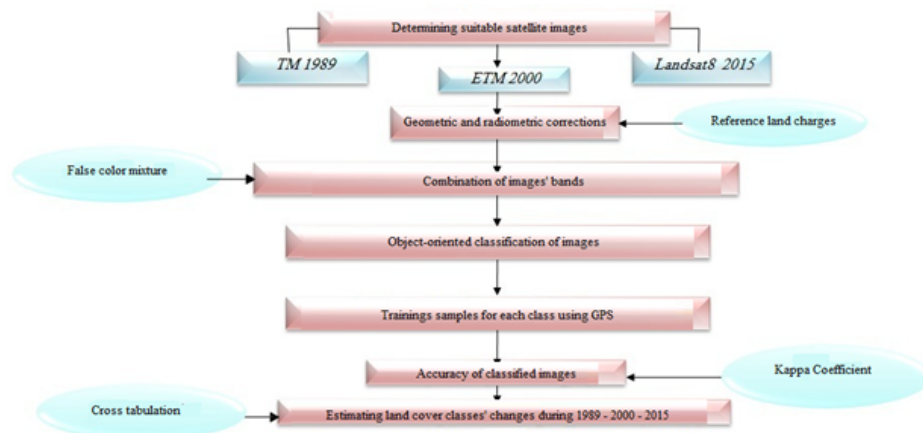 Determining suitable satellite images
TM 1989
ETM 2000
Landsat8 2015
Geometric and radiometric corrections
Reference land charges
False color mixture
Combination of images' bands
Object-oriented classification of images
Trainings samples for each class using GPS
Accuracy of classified images
Kappa Coefficient
Cross tabulation
Estimating land cover classes' changes during 1989 - 2000 - 2015